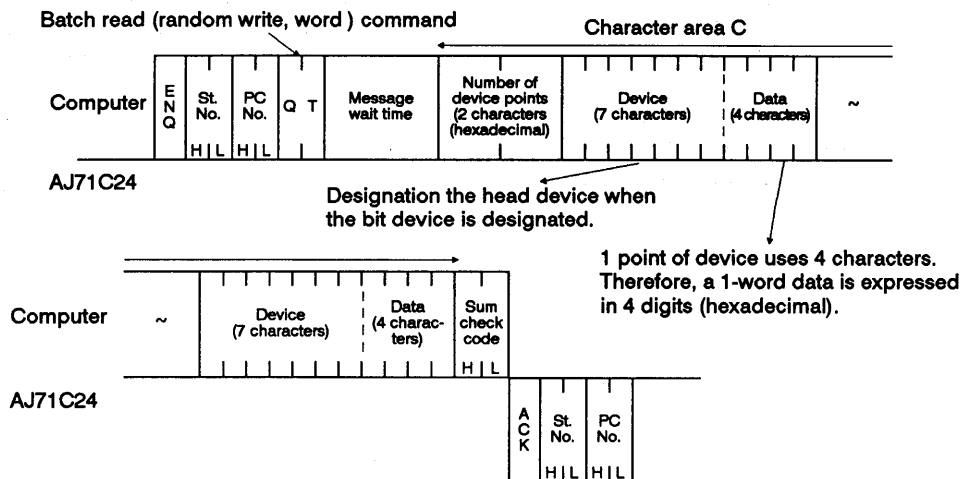 Batch read (random write, word ) command
Character area C
Computer
E N Q
St. No.
H L
PC No.
H L
Q T
Message wait time
Number of device points (2 characters (hexadecimal)
Device (7 characters)
Data (4 characters)
~
AJ71C24
Designation the head device when
the bit device is designated.
1 point of device uses 4 characters.
Therefore, a 1-word data is expressed
in 4 digits (hexadecimal).
Computer
~
Device (7 characters)
Data (4 charac- ters)
Sum check code
H L
AJ71C24
A C K
St. No.
H L
PC No.
H L